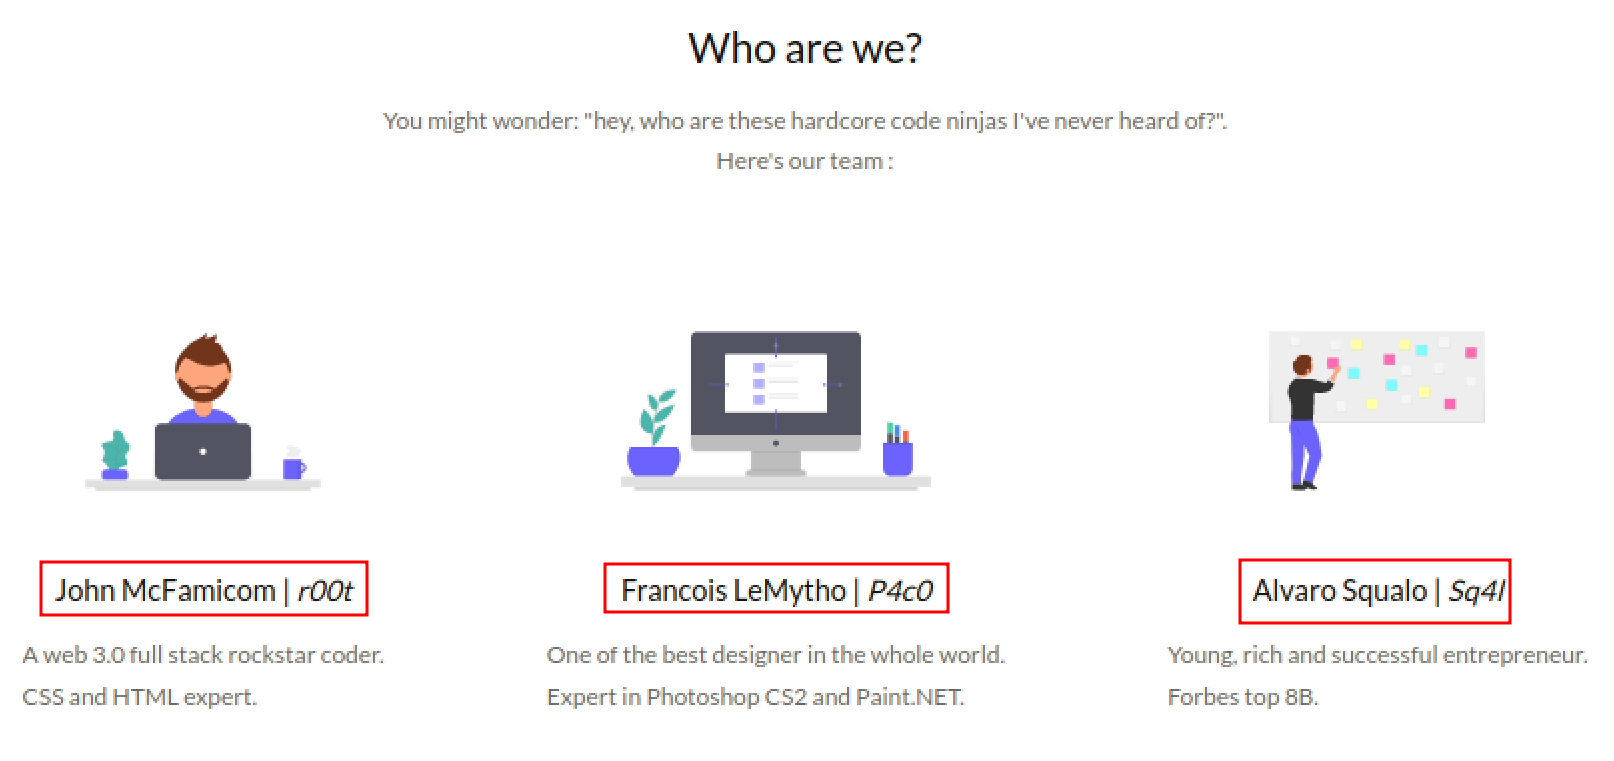 Who are we?
You might wonder: "hey, who are these hardcore code ninjas I've never heard of?".
Here's our team :
John McFamicom | r00t
A web 3.0 full stack rockstar coder.
CSS and HTML expert.
Francois LeMytho | P4c0
One of the best designer in the whole world.
Expert in Photoshop CS2 and Paint.NET.
Alvaro Squalo | Sq4l
Young, rich and successful entrepreneur.
Forbes top 8B.